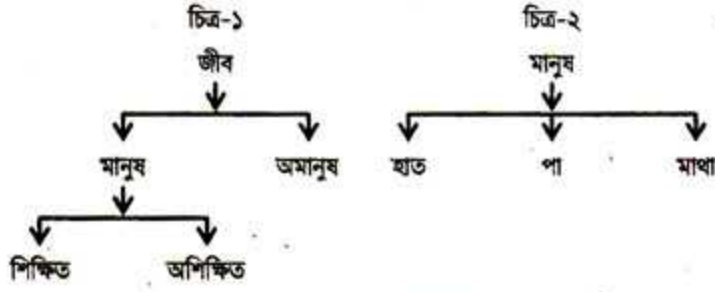 চিত্র-১
জীব
মানুষ অমানুষ
শিক্ষিত অশিক্ষিত
চিত্র-২
মানুষ
হাত পা মাথা